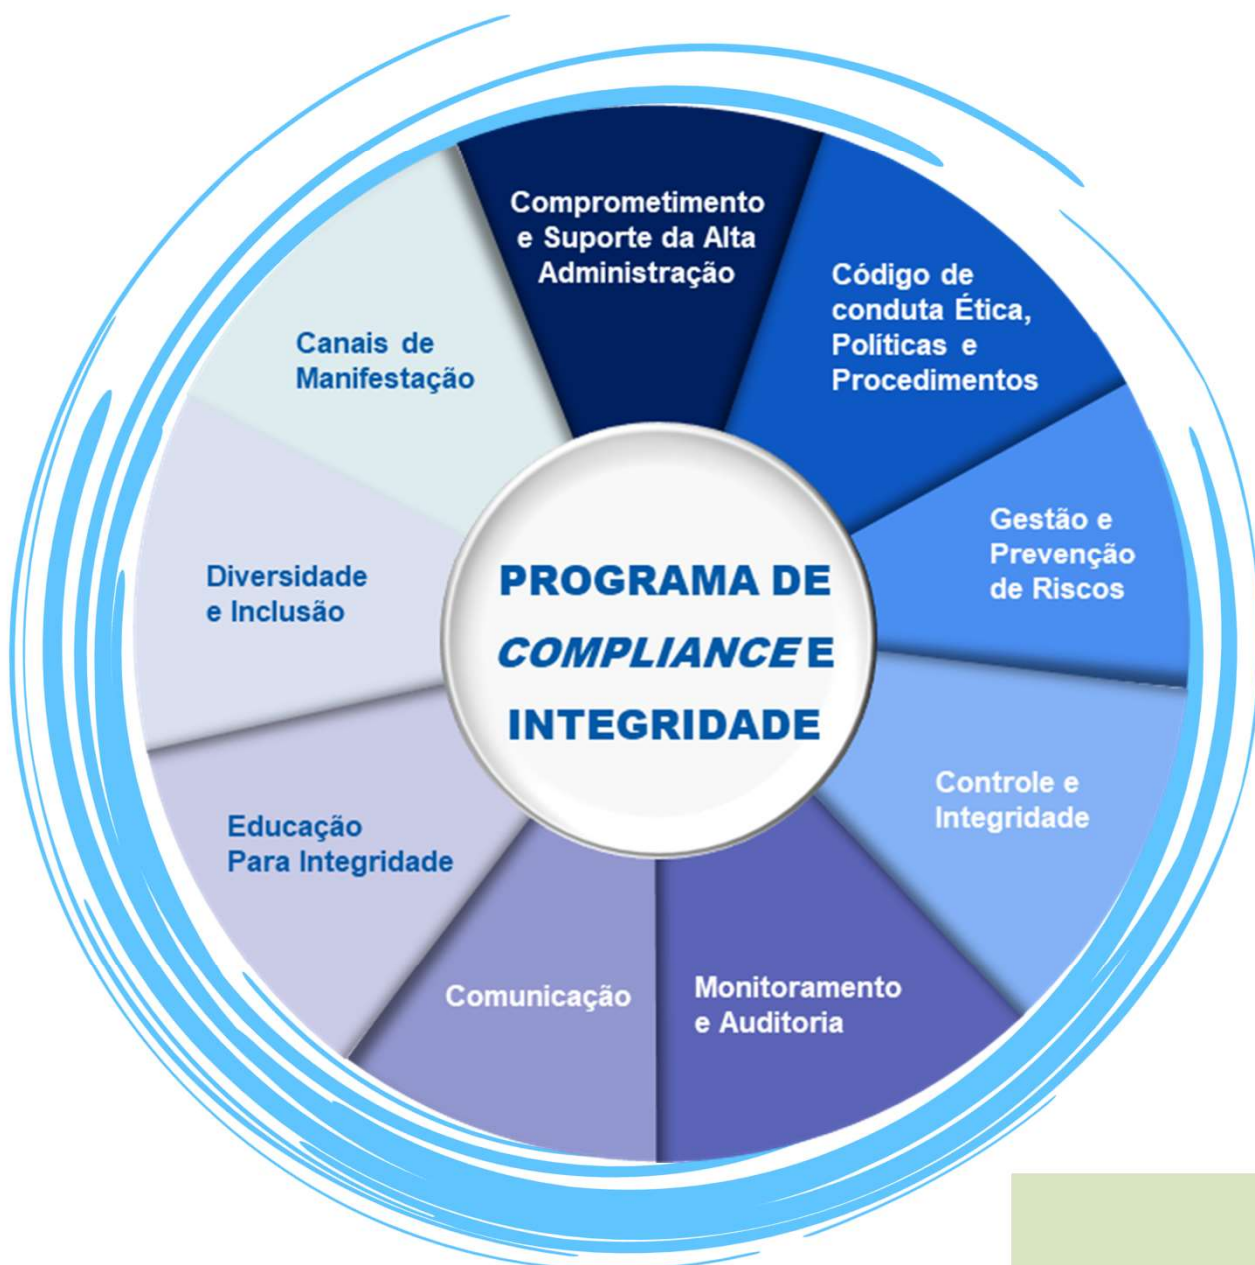 Comprometimento
e Suporte da Alta
Administração
Código de
conduta Ética,
Políticas e
Procedimentos
Gestão e
Prevenção
de Riscos
Controle e
Integridade
Monitoramento
e Auditoria
Comunicação
Educação
Para Integridade
Diversidade
e Inclusão
Canais de
Manifestação
PROGRAMA DE
COMPLIANCE E
INTEGRIDADE